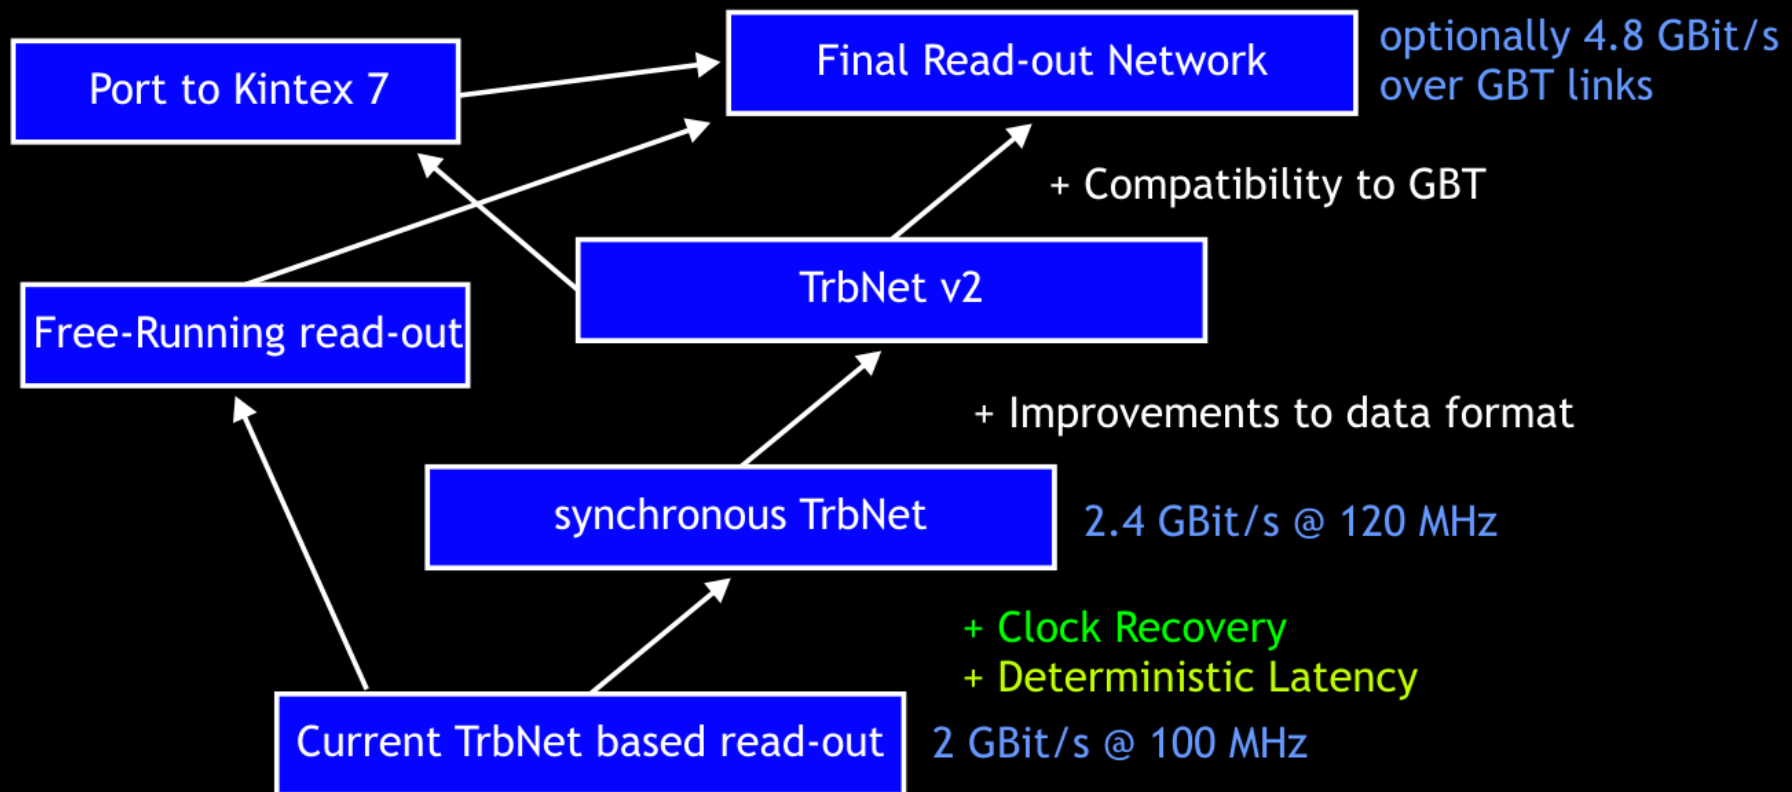 Port to Kintex 7
Final Read-out Network
optionally 4.8 GBit/s
over GBT links
+ Compatibility to GBT
TrbNet v2
Free-Running read-out
+ Improvements to data format
synchronous TrbNet
2.4 GBit/s @ 120 MHz
+ Clock Recovery
+ Deterministic Latency
Current TrbNet based read-out
2 GBit/s @ 100 MHz